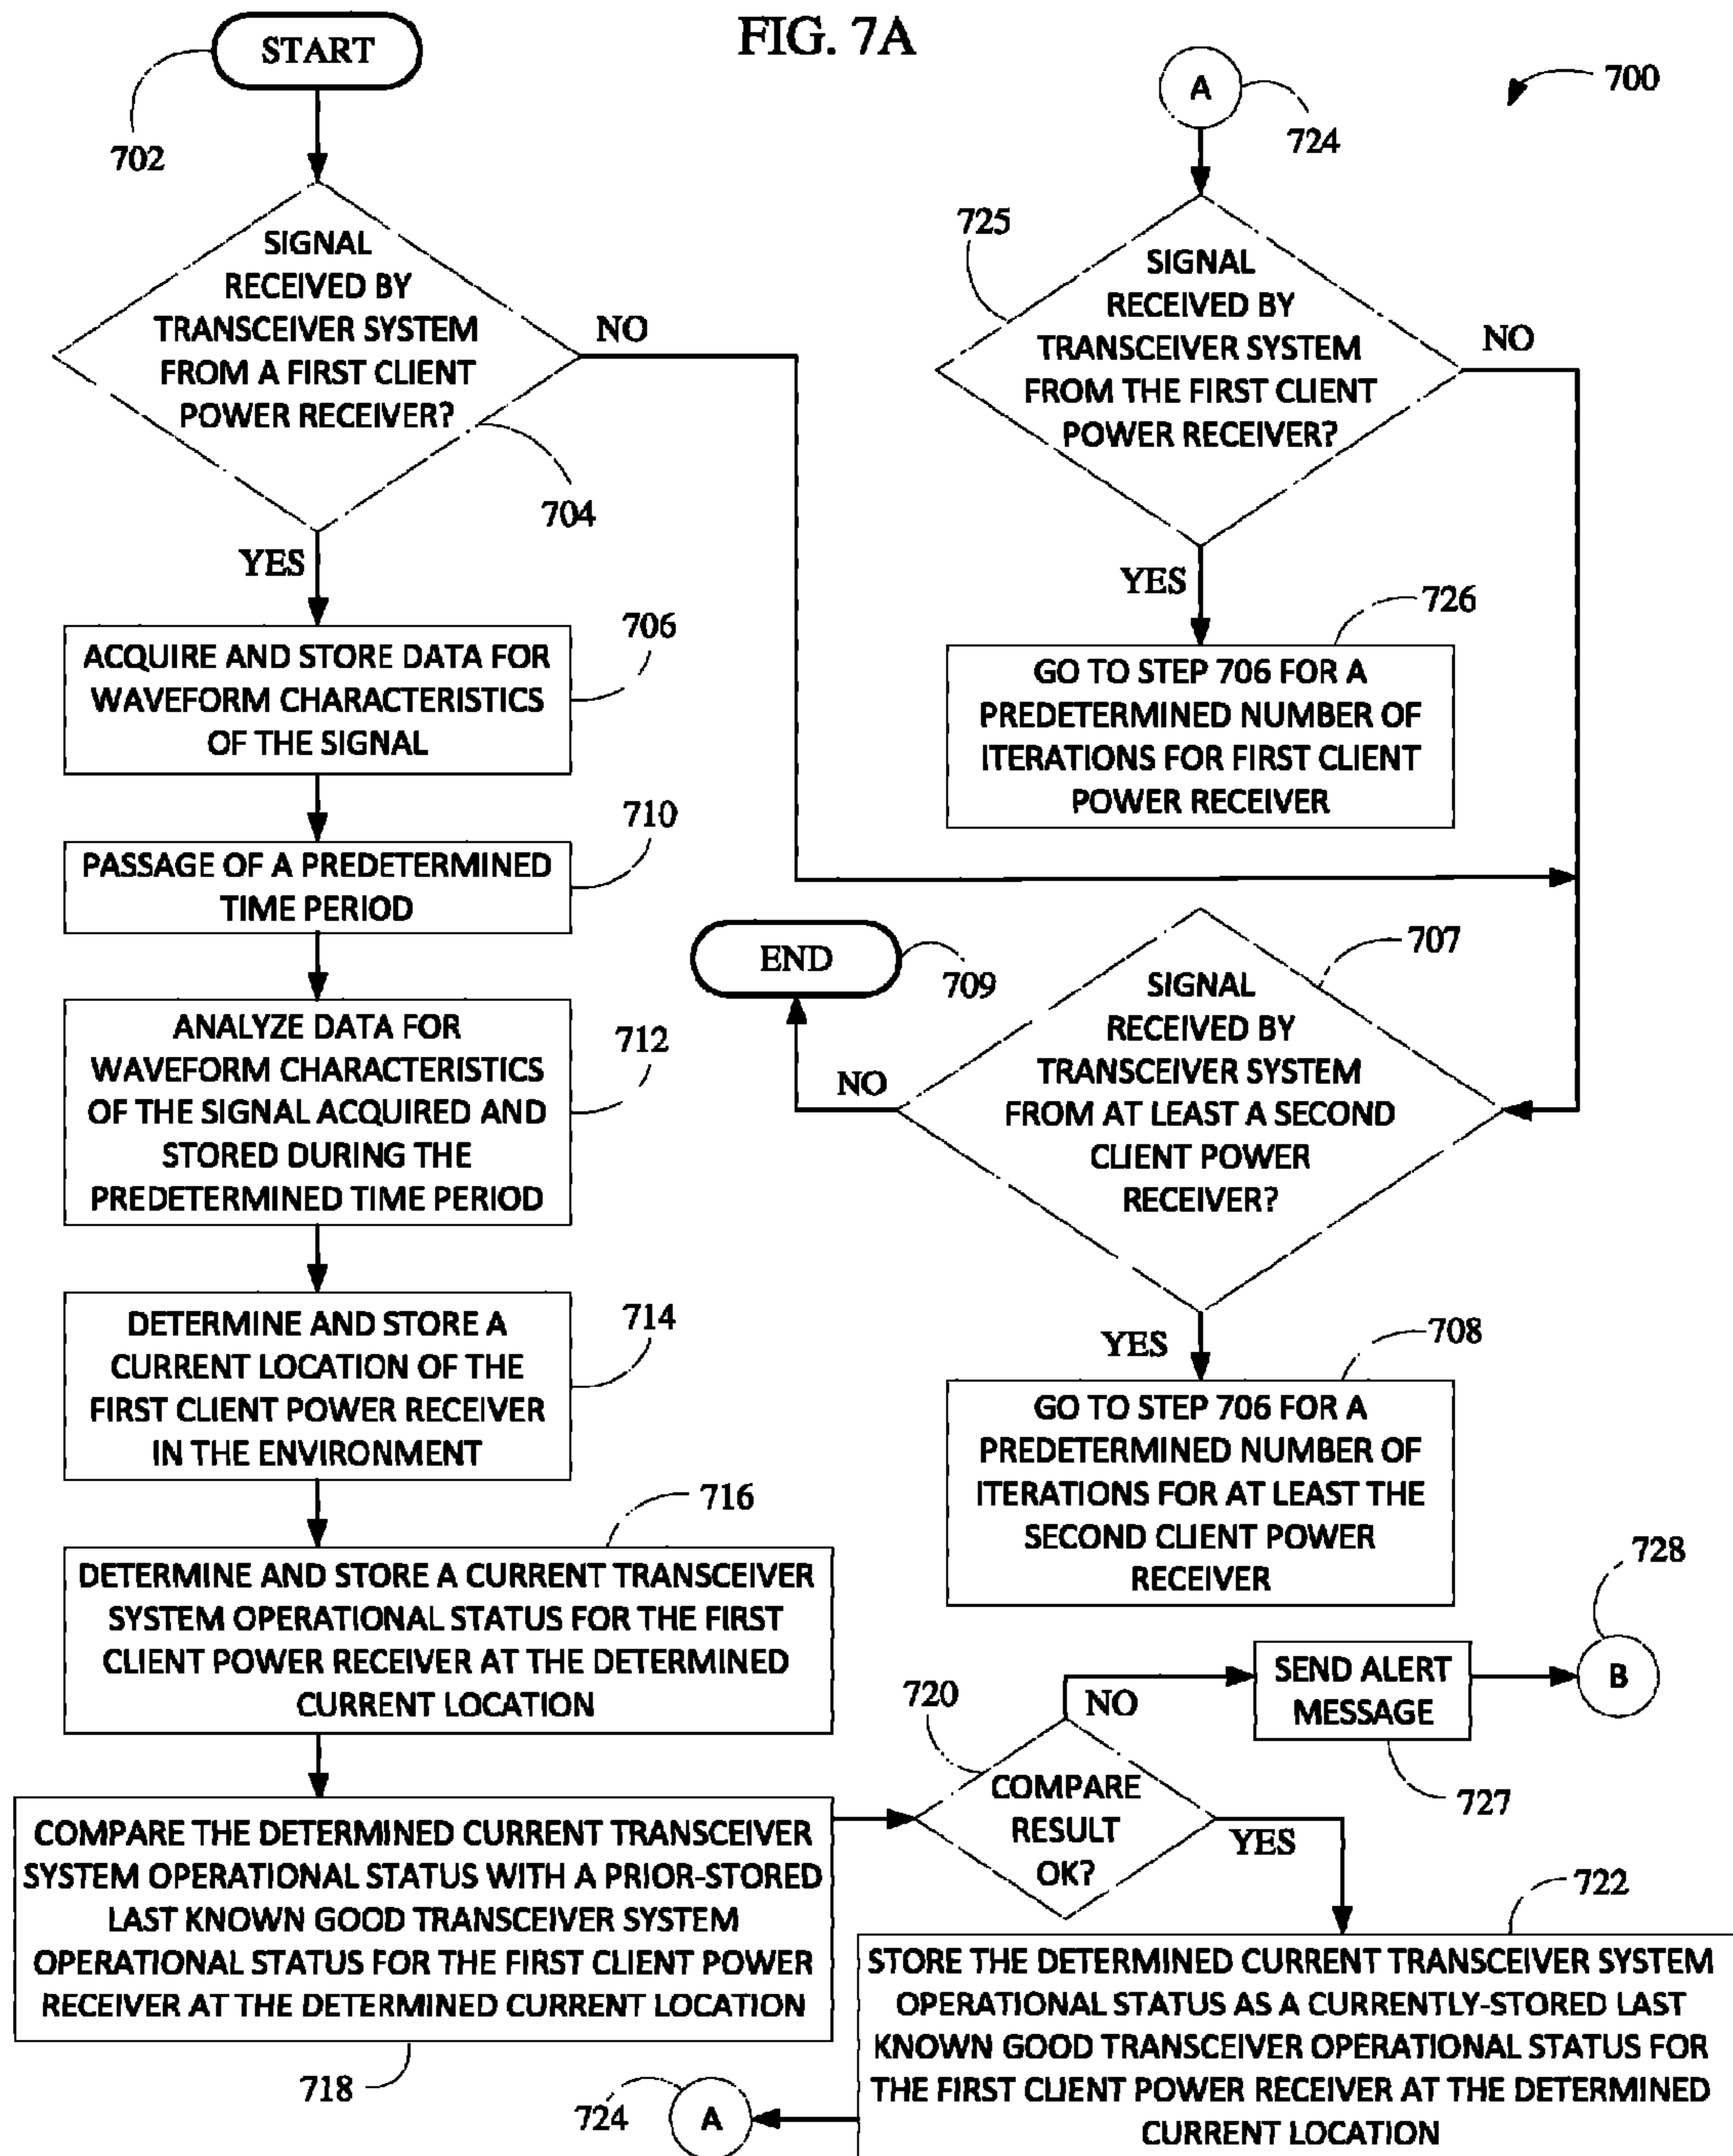 FIG. 7A
START
702
SIGNAL
RECEIVED BY
TRANSCEIVER SYSTEM
FROM A FIRST CLIENT
POWER RECEIVER?
704
NO
YES
706
ACQUIRE AND STORE DATA FOR
WAVEFORM CHARACTERISTICS
OF THE SIGNAL
710
PASSAGE OF A PREDETERMINED
TIME PERIOD
712
ANALYZE DATA FOR
WAVEFORM CHARACTERISTICS
OF THE SIGNAL ACQUIRED AND
STORED DURING THE
PREDETERMINED TIME PERIOD
714
DETERMINE AND STORE A
CURRENT LOCATION OF THE
FIRST CLIENT POWER RECEIVER
IN THE ENVIRONMENT
716
DETERMINE AND STORE A CURRENT TRANSCEIVER
SYSTEM OPERATIONAL STATUS FOR THE FIRST
CLIENT POWER RECEIVER AT THE DETERMINED
CURRENT LOCATION
COMPARE THE DETERMINED CURRENT TRANSCEIVER
SYSTEM OPERATIONAL STATUS WITH A PRIOR-STORED
LAST KNOWN GOOD TRANSCEIVER SYSTEM
OPERATIONAL STATUS FOR THE FIRST CLIENT POWER
RECEIVER AT THE DETERMINED CURRENT LOCATION
718
700
A
724
725
SIGNAL
RECEIVED BY
TRANSCEIVER SYSTEM
FROM THE FIRST CLIENT
POWER RECEIVER?
NO
YES
726
GO TO STEP 706 FOR A
PREDETERMINED NUMBER OF
ITERATIONS FOR FIRST CLIENT
POWER RECEIVER
END
709
707
SIGNAL
RECEIVED BY
TRANSCEIVER SYSTEM
FROM AT LEAST A SECOND
CLIENT POWER
RECEIVER?
NO
YES
708
GO TO STEP 706 FOR A
PREDETERMINED NUMBER OF
ITERATIONS FOR AT LEAST THE
SECOND CLIENT POWER
RECEIVER
728
B
SEND ALERT
MESSAGE
727
720
NO
COMPARE
RESULT
OK?
YES
722
STORE THE DETERMINED CURRENT TRANSCEIVER SYSTEM
OPERATIONAL STATUS AS A CURRENTLY-STORED LAST
KNOWN GOOD TRANSCEIVER OPERATIONAL STATUS FOR
THE FIRST CLIENT POWER RECEIVER AT THE DETERMINED
CURRENT LOCATION
724
A